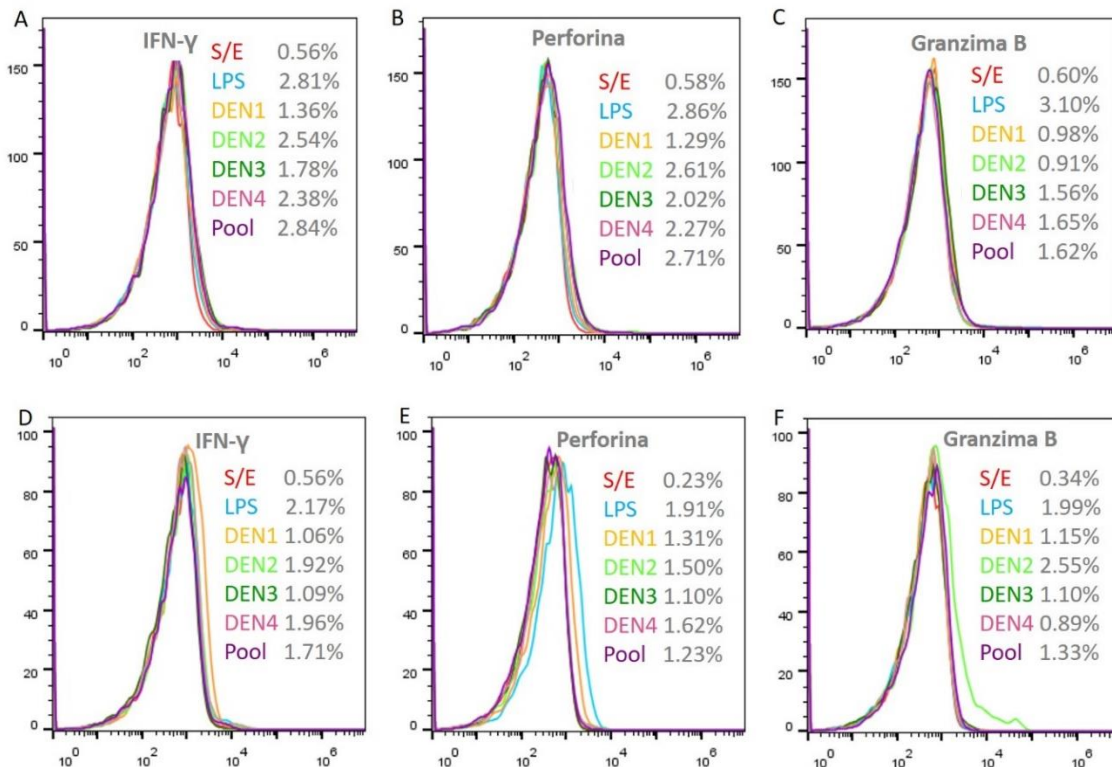 A
IFN-γ
S/E 0.56%
LPS 2.81%
DEN1 1.36%
DEN2 2.54%
DEN3 1.78%
DEN4 2.38%
Pool 2.84%
150
100
50
0
10^0 10^2 10^4 10^6
B
Perforina
S/E 0.58%
LPS 2.86%
DEN1 1.29%
DEN2 2.61%
DEN3 2.02%
DEN4 2.27%
Pool 2.71%
150
100
50
0
10^0 10^2 10^4 10^6
C
Granzima B
S/E 0.60%
LPS 3.10%
DEN1 0.98%
DEN2 0.91%
DEN3 1.56%
DEN4 1.65%
Pool 1.62%
150
100
50
0
10^0 10^2 10^4 10^6
D
IFN-γ
S/E 0.56%
LPS 2.17%
DEN1 1.06%
DEN2 1.92%
DEN3 1.09%
DEN4 1.96%
Pool 1.71%
100
80
60
40
20
0
10^0 10^2 10^4 10^6
E
Perforina
S/E 0.23%
LPS 1.91%
DEN1 1.31%
DEN2 1.50%
DEN3 1.10%
DEN4 1.62%
Pool 1.23%
100
80
60
40
20
0
10^0 10^2 10^4 10^6
F
Granzima B
S/E 0.34%
LPS 1.99%
DEN1 1.15%
DEN2 2.55%
DEN3 1.10%
DEN4 0.89%
Pool 1.33%
100
80
60
40
20
0
10^0 10^2 10^4 10^6